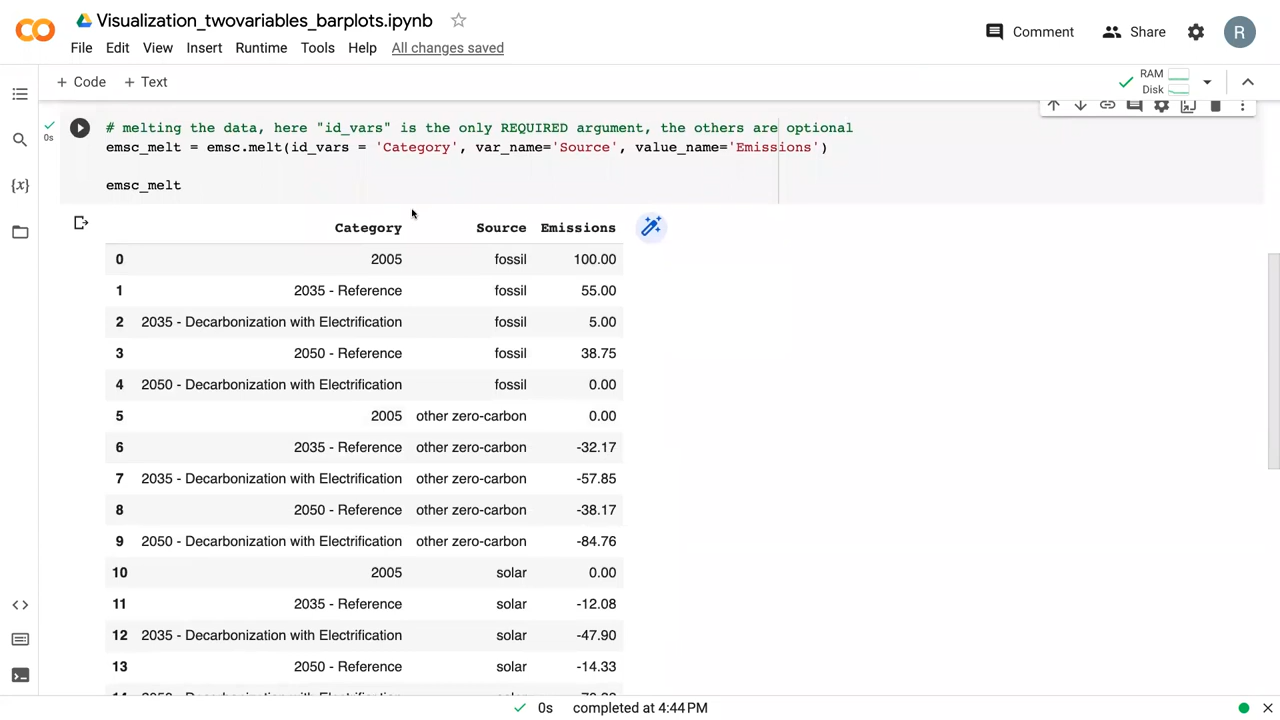 Visualization_twovariables_barplots.ipynb
File Edit View Insert Runtime Tools Help All changes saved
Comment Share R
+ Code + Text
RAM
Disk
0s
# melting the data, here "id_vars" is the only REQUIRED argument, the others are optional
emsc_melt = emsc.melt(id_vars = 'Category', var_name='Source', value_name='Emissions')
emsc_melt
{x}
Category Source Emissions
0 2005 fossil 100.00
1 2035 - Reference fossil 55.00
2 2035 - Decarbonization with Electrification fossil 5.00
3 2050 - Reference fossil 38.75
4 2050 - Decarbonization with Electrification fossil 0.00
5 2005 other zero-carbon 0.00
6 2035 - Reference other zero-carbon -32.17
7 2035 - Decarbonization with Electrification other zero-carbon -57.85
8 2050 - Reference other zero-carbon -38.17
9 2050 - Decarbonization with Electrification other zero-carbon -84.76
10 2005 solar 0.00
11 2035 - Reference solar -12.08
12 2035 - Decarbonization with Electrification solar -47.90
13 2050 - Reference solar -14.33
0s completed at 4:44 PM